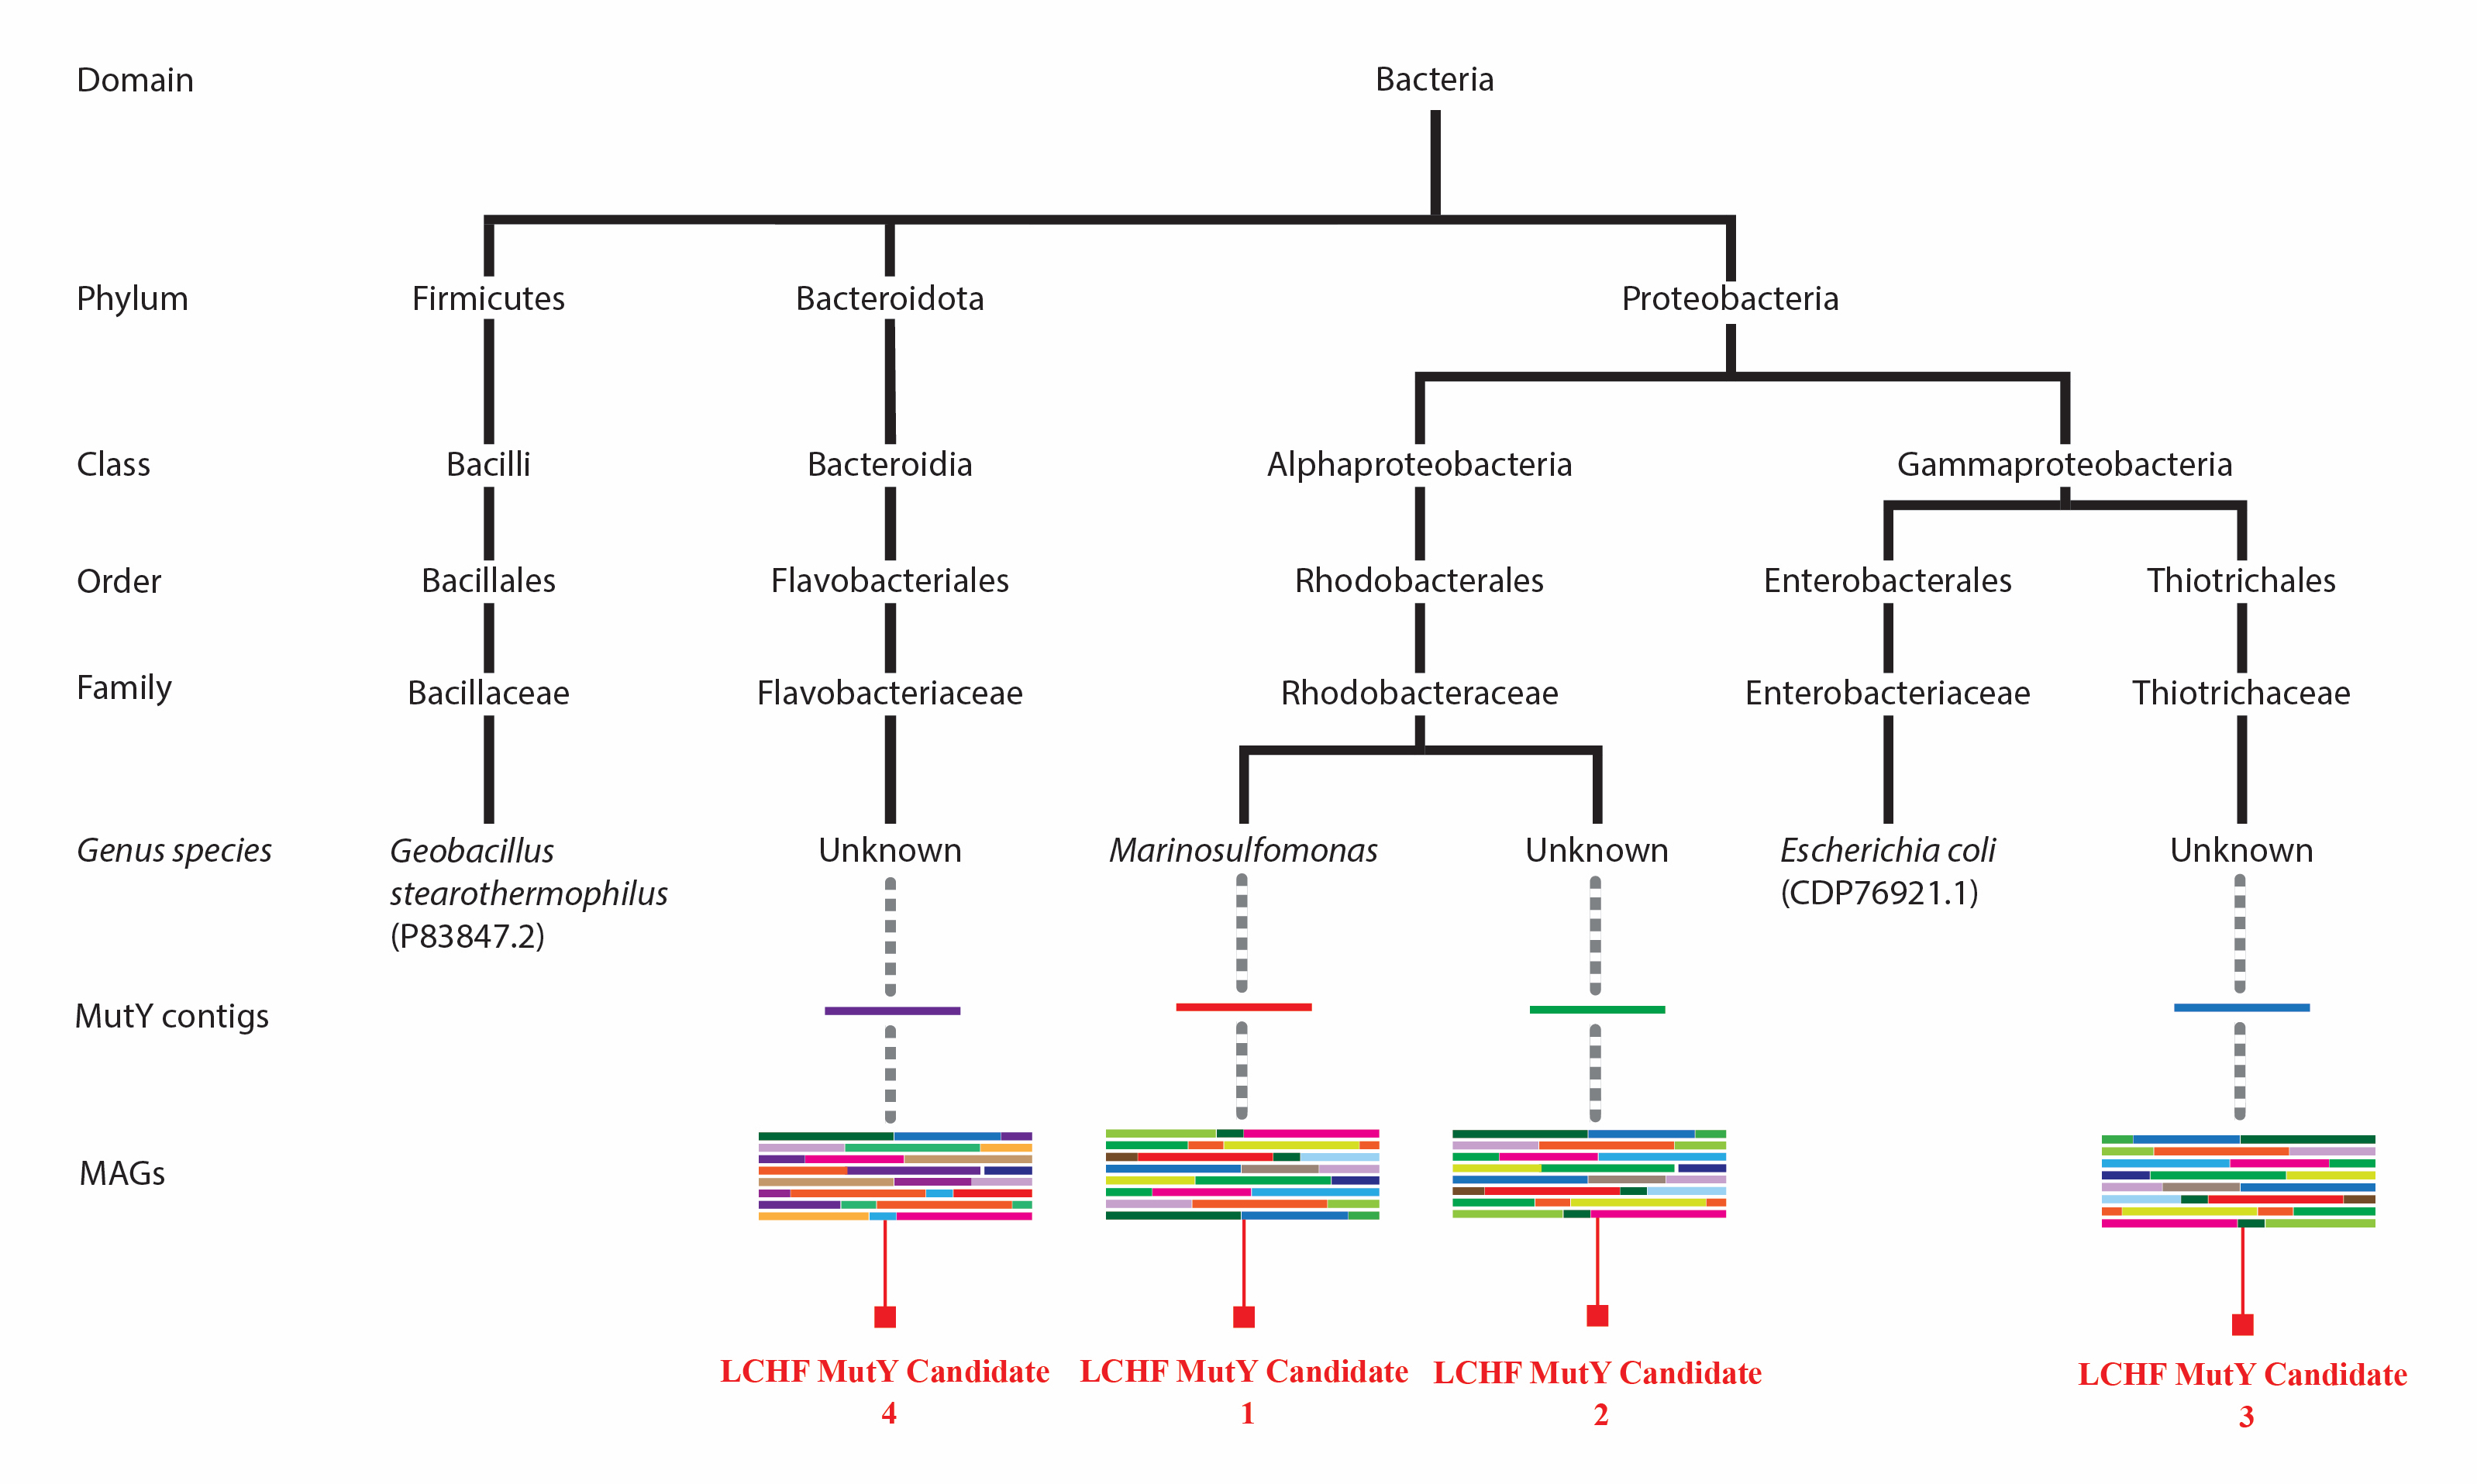 Domain
Bacteria
Phylum
Firmicutes
Bacteroidota
Proteobacteria
Class
Bacilli
Bacteroidia
Alphaproteobacteria
Gammaproteobacteria
Order
Bacillales
Flavobacteriales
Rhodobacterales
Enterobacterales
Thiotrichales
Family
Bacillaceae
Flavobacteriaceae
Rhodobacteraceae
Enterobacteriaceae
Thiotrichaceae
Genus species
Geobacillus
stearothermophilus
(P83847.2)
Unknown
Marinosulfomonas
Unknown
Escherichia coli
(CDP76921.1)
Unknown
MutY contigs
MAGs
LCHF MutY Candidate
4
LCHF MutY Candidate
1
LCHF MutY Candidate
2
LCHF MutY Candidate
3